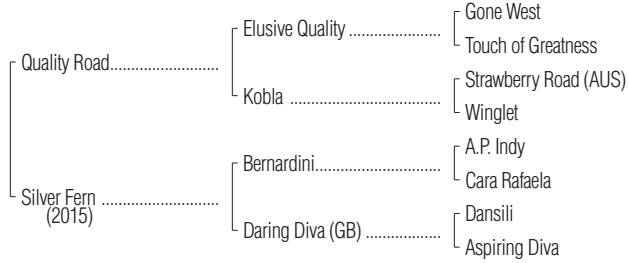 Gone West
Elusive Quality ....................
Touch of Greatness
Quality Road........................
Strawberry Road (AUS)
Kobla .................................
Winglet
A.P. Indy
Bernardini...........................
Cara Rafaela
Silver Fern ..........................
(2015)
Dansili
Daring Diva (GB) .................
Aspiring Diva